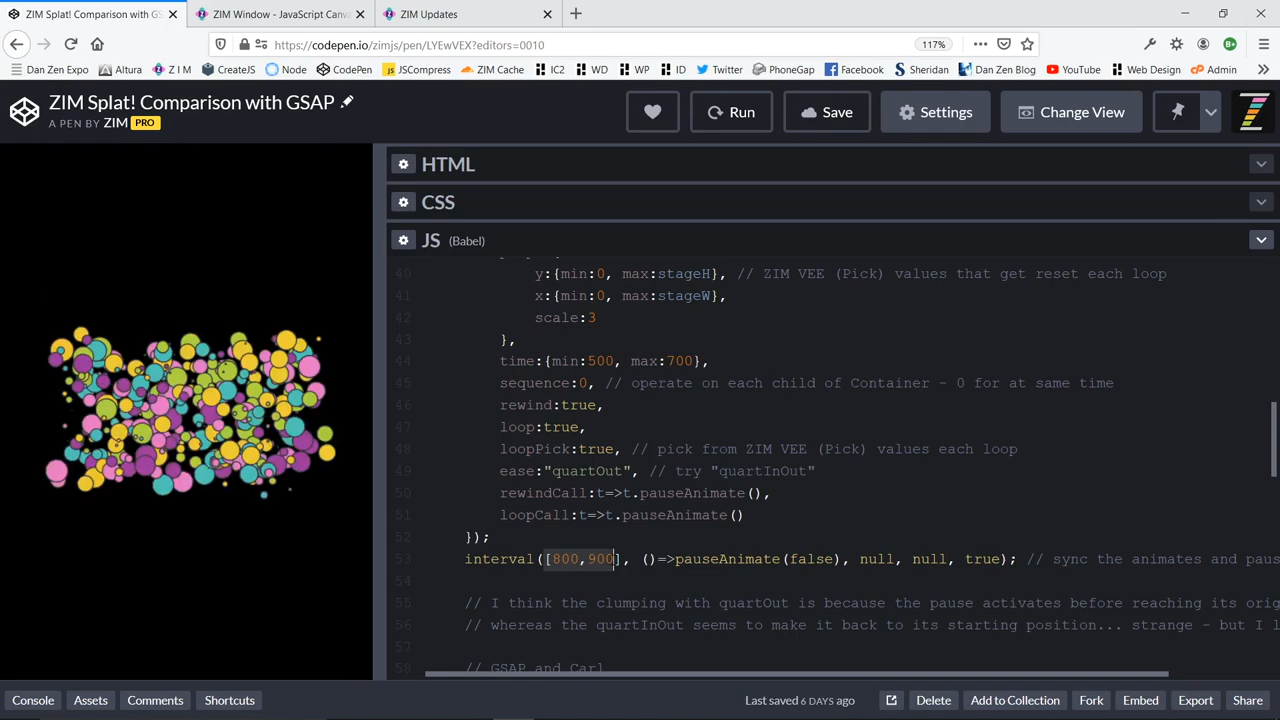 ZIM Splat! Comparison with GS
ZIM Window - JavaScript Canv
ZIM Updates
https://codepen.io/zimjs/pen/LYEwVEX?editors=0010
117%
Dan Zen Expo
Altura
Z I M
CreateJS
Node
CodePen
JSCompress
ZIM Cache
IC2
WD
WP
ID
Twitter
PhoneGap
Facebook
Sheridan
Dan Zen Blog
YouTube
Web Design
Admin
ZIM Splat! Comparison with GSAP
A PEN BY ZIM PRO
Run
Save
Settings
Change View
HTML
CSS
JS (Babel)
40 y:{min:0, max:stageH}, // ZIM VEE (Pick) values that get reset each loop
41 x:{min:0, max:stageW},
42 scale:3
43 },
44 time:{min:500, max:700},
45 sequence:0, // operate on each child of Container - 0 for at same time
46 rewind:true,
47 loop:true,
48 loopPick:true, // pick from ZIM VEE (Pick) values each loop
49 ease:"quartOut", // try "quartInOut"
50 rewindCall:t=>t.pauseAnimate(),
51 loopCall:t=>t.pauseAnimate()
52 });
53 interval([800,900], ()=>pauseAnimate(false), null, null, true); // sync the animates and paus
54
55 // I think the clumping with quartOut is because the pause activates before reaching its orig
56 // whereas the quartInOut seems to make it back to its starting position... strange - but I l
57
58 // GSAP and Carl
Console
Assets
Comments
Shortcuts
Last saved 6 DAYS ago
Delete
Add to Collection
Fork
Embed
Export
Share